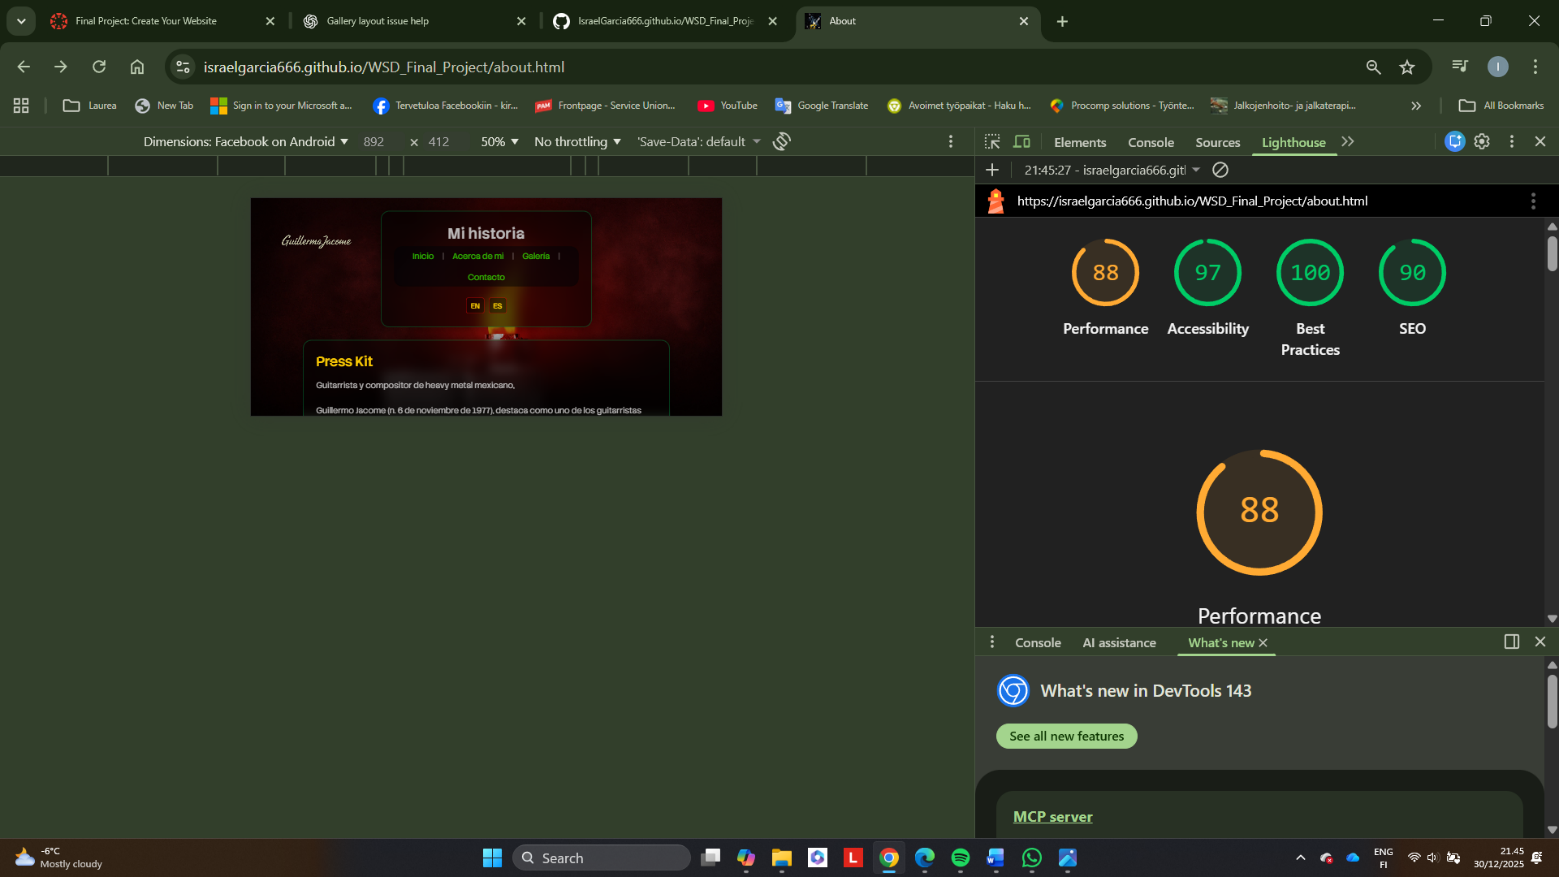 Final Project: Create Your Website
Gallery layout issue help
IsraelGarcia666.github.io/WSD_Final_Proje
About
israelgarcia666.github.io/WSD_Final_Project/about.html
I
Laurea
New Tab
Sign in to your Microsoft a...
Tervetuloa Facebookiin - kir...
PAM
Frontpage - Service Union...
YouTube
Google Translate
Avoimet työpaikat - Haku h...
Procomp solutions - Työnte...
Jalkojenhoito- ja jalkaterapi...
All Bookmarks
Dimensions: Facebook on Android
892 × 412
50%
No throttling
'Save-Data': default
Elements
Console
Sources
Lighthouse
21:45:27 - israelgarcia666.gitl
https://israelgarcia666.github.io/WSD_Final_Project/about.html
Guillermo Jacome
Mi historia
Inicio | Acerca de mi | Galería |
Contacto
EN ES
Press Kit
Guitarrista y compositor de heavy metal mexicano,
Guillermo Jacome (n. 6 de noviembre de 1977), destaca como uno de los guitarristas
88 97 100 90
Performance Accessibility Best Practices SEO
88
Performance
Console
AI assistance
What's new
What's new in DevTools 143
See all new features
MCP server
-6°C
Mostly cloudy
Search
L
ENG
FI
21.45
30/12/2025